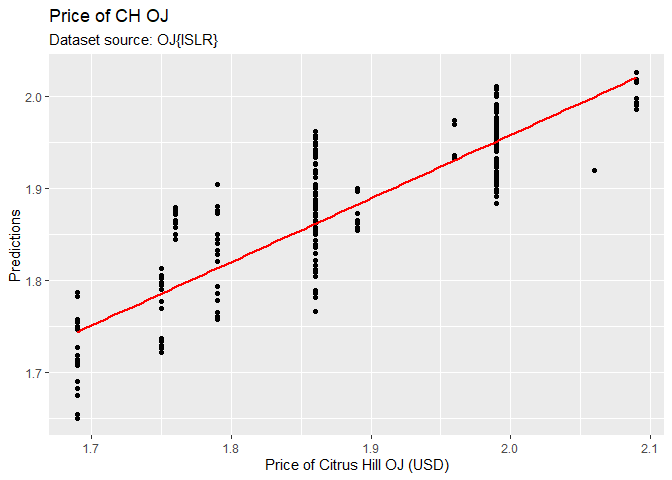 Price of CH OJ
Dataset source: OJ{ISLR}
2.0
1.9
1.8
1.7
Predictions
1.7 1.8 1.9 2.0 2.1
Price of Citrus Hill OJ (USD)